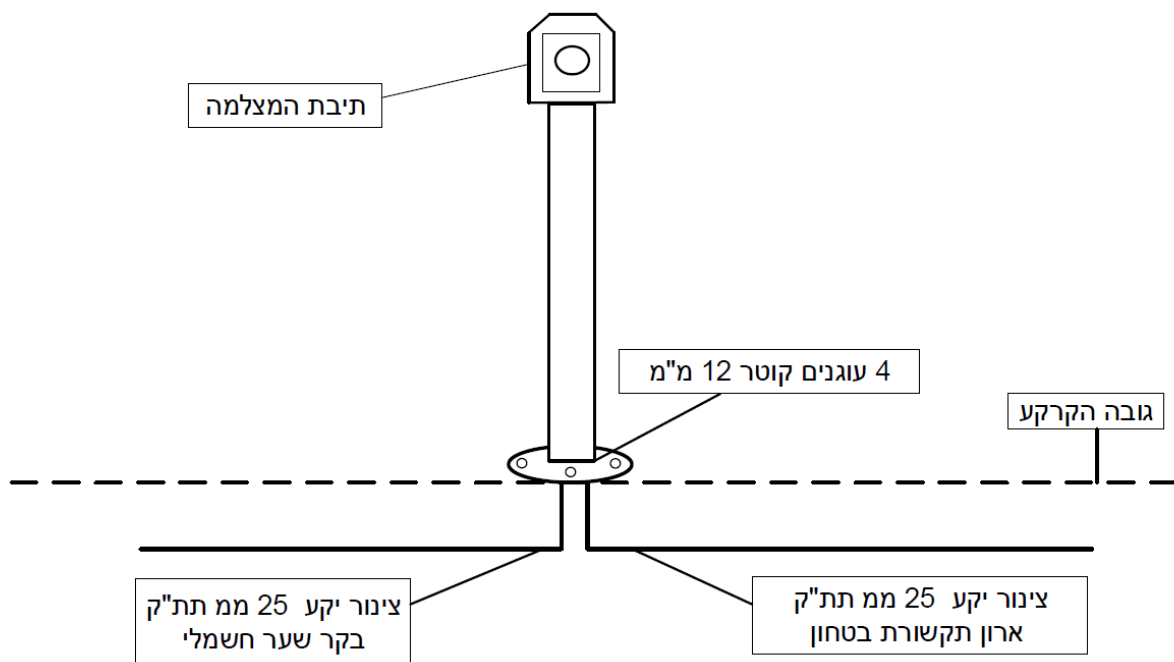 תיבת המצלמה
4 עוגנים קוטר 12 מ"מ
גובה הקרקע
צינור יקע 25 ממ תת"ק
ארון תקשורת בטחון
צינור יקע 25 ממ תת"ק
בקר שער חשמלי